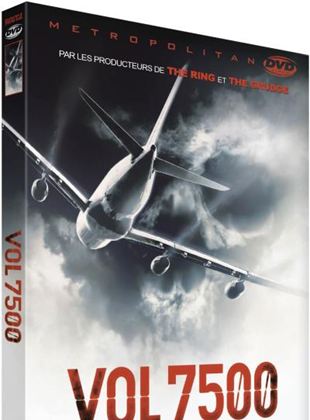 METROPOLITAN
DVD
PAR LES PRODUCTEURS DE THE RING ET THE GRUDGE
VOL 7500
VOL 7500